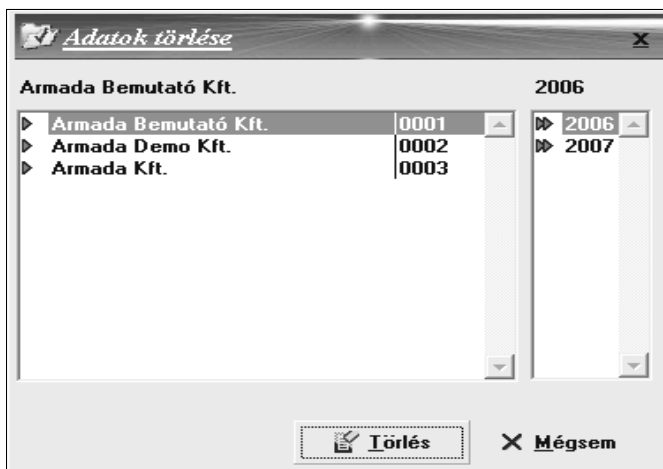 Adatok törlése
x
Armada Bemutató Kft. 2006
Armada Bemutató Kft. 0001 2006
Armada Demo Kft. 0002 2007
Armada Kft. 0003
Törlés Mégsem